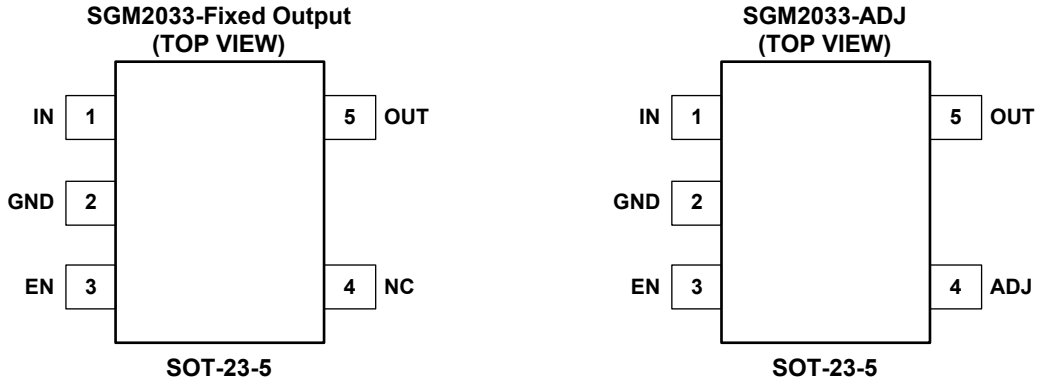 SGM2033-Fixed Output
(TOP VIEW)
IN 1 5 OUT
GND 2
EN 3 4 NC
SOT-23-5
SGM2033-ADJ
(TOP VIEW)
IN 1 5 OUT
GND 2
EN 3 4 ADJ
SOT-23-5